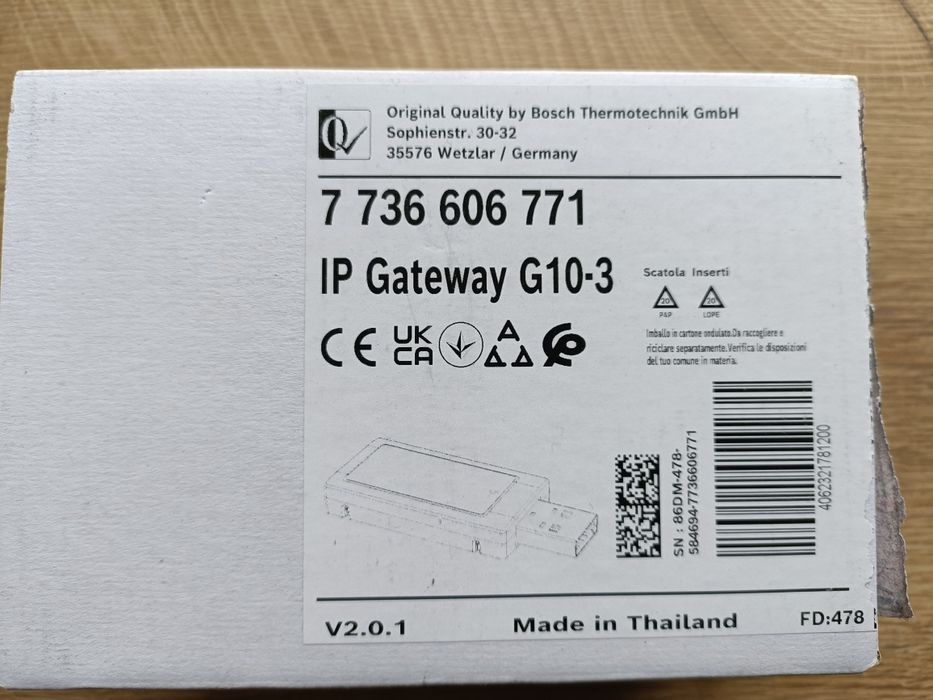 Original Quality by Bosch Thermotechnik GmbH
Sophienstr. 30-32
35576 Wetzlar / Germany
7 736 606 771
IP Gateway G10-3
Scatola Inserti
20 20
PAP LDPE
Imballo in cartone ondulato.Da raccogliere e
riciclare separatamente.Verifica le disposizioni
del tuo comune in materia.
CE UK
CA
SN : 86DM-478-
584694-7736606771
4062321781200
V2.0.1 Made in Thailand FD:478